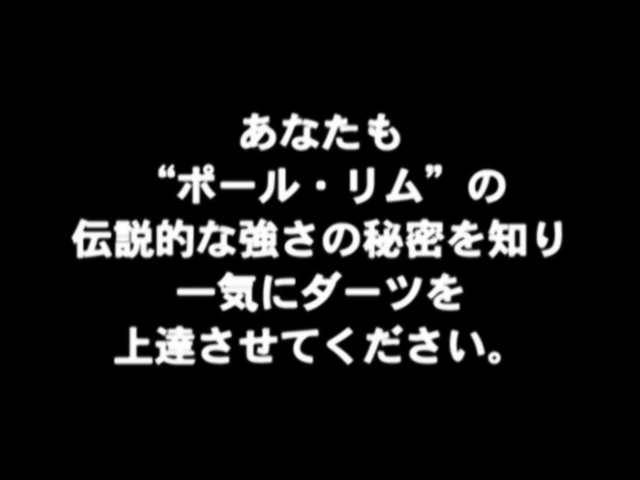 あなたも
“ポール・リム”の
伝説的な強さの秘密を知り
一気にダーツを
上達させてください。